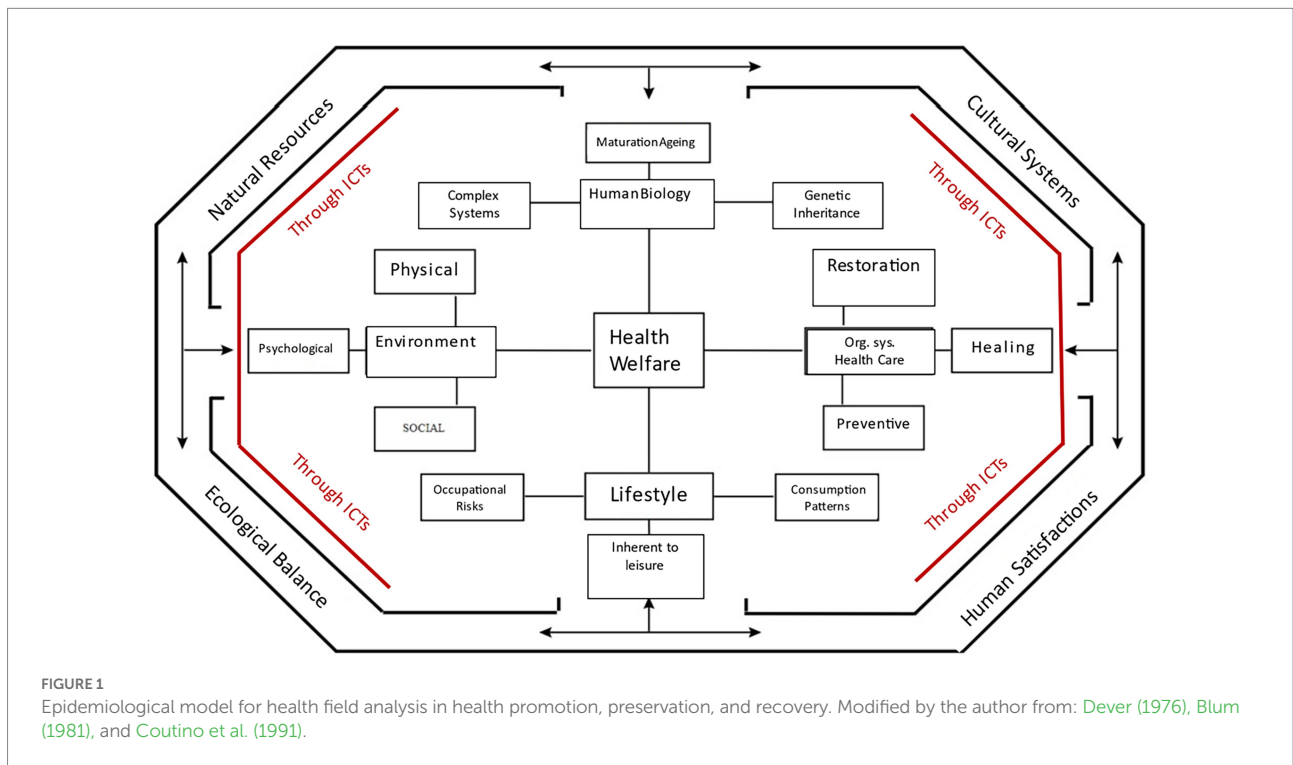 Natural Resources
Cultural Systems
Through ICTs
Through ICTs
MaturationAgeing
Complex
Systems
HumanBiology
Genetic
Inheritance
Physical
Restoration
Psychological
Environment
Health
Welfare
Org. sys.
Health Care
Healing
SOCIAL
Preventive
Occupational
Risks
Lifestyle
Consumption
Patterns
Inherent to
leisure
Through ICTs
Through ICTs
Ecological Balance
Human Satisfactions
FIGURE 1
Epidemiological model for health field analysis in health promotion, preservation, and recovery. Modified by the author from: Dever (1976), Blum
(1981), and Coutino et al. (1991).